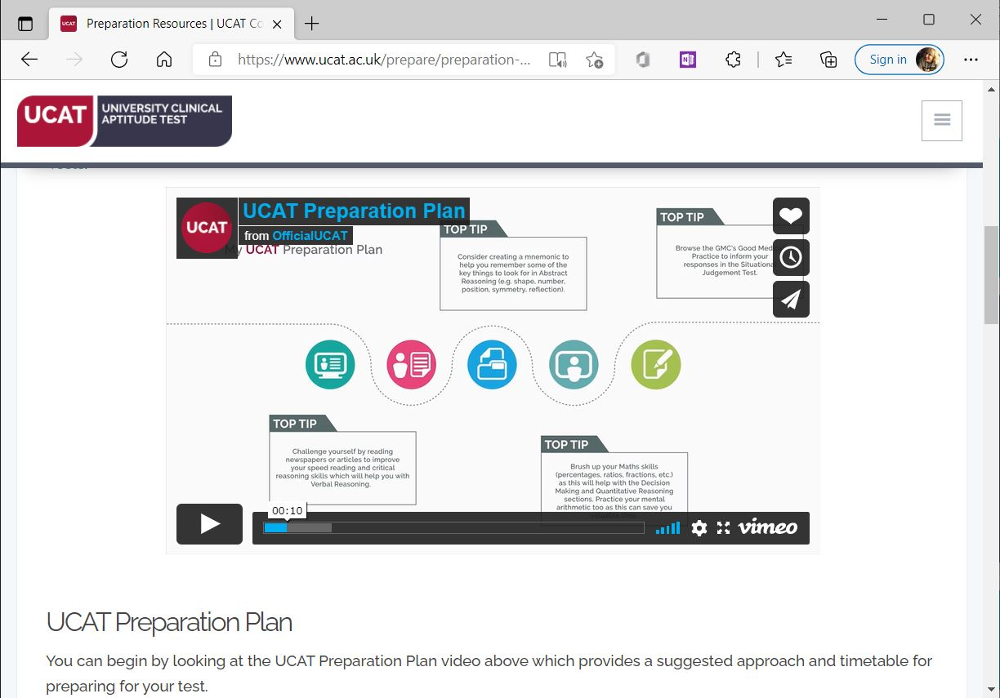 UCAT
Preparation Resources | UCAT Co
https://www.ucat.ac.uk/prepare/preparation-...
Sign in
UCAT
UNIVERSITY CLINICAL
APTITUDE TEST
UCAT
UCAT Preparation Plan
from OfficialUCAT
My UCAT Preparation Plan
TOP TIP
Consider creating a mnemonic to
help you remember some of the
key things to look for in Abstract
Reasoning (e.g. shape, number,
position, symmetry, reflection).
TOP TIP
Browse the GMC's Good Medi
Practice to inform your
responses in the Situationa
Judgement Test.
TOP TIP
Challenge yourself by reading
newspapers or articles to improve
your speed reading and critical
reasoning skills which will help you with
Verbal Reasoning.
TOP TIP
Brush up your Maths skills
(percentages, ratios, fractions, etc.)
as this will help with the Decision
Making and Quantitative Reasoning
sections. Practice your mental
arithmetic too as this can save you
00:10
vimeo
UCAT Preparation Plan
You can begin by looking at the UCAT Preparation Plan video above which provides a suggested approach and timetable for
preparing for your test.